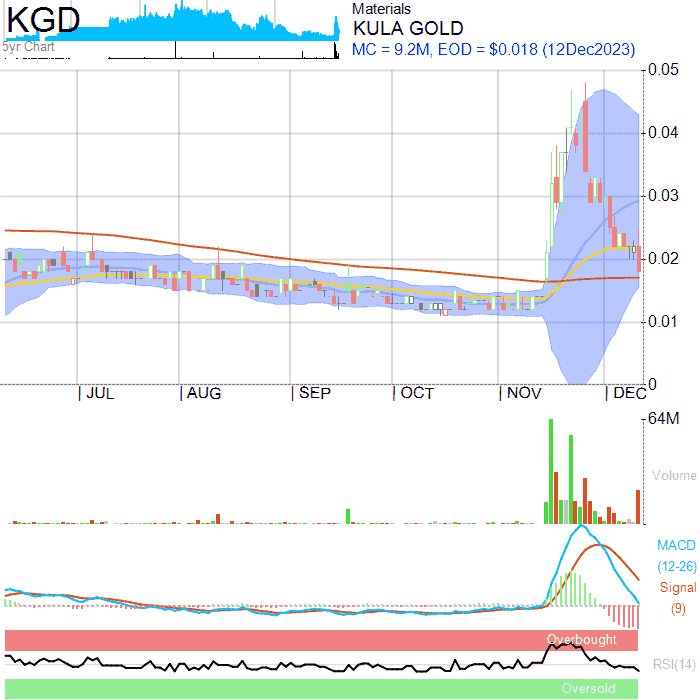 KGD
Materials
KULA GOLD
5yr Chart
MC = 9.2M, EOD = $0.018 (12Dec2023)
0.05
0.04
0.03
0.02
0.01
0
JUL AUG SEP OCT NOV DEC
64M
Volume
MACD
(12-26)
Signal
(9)
Overbought
RSI(14)
Oversold